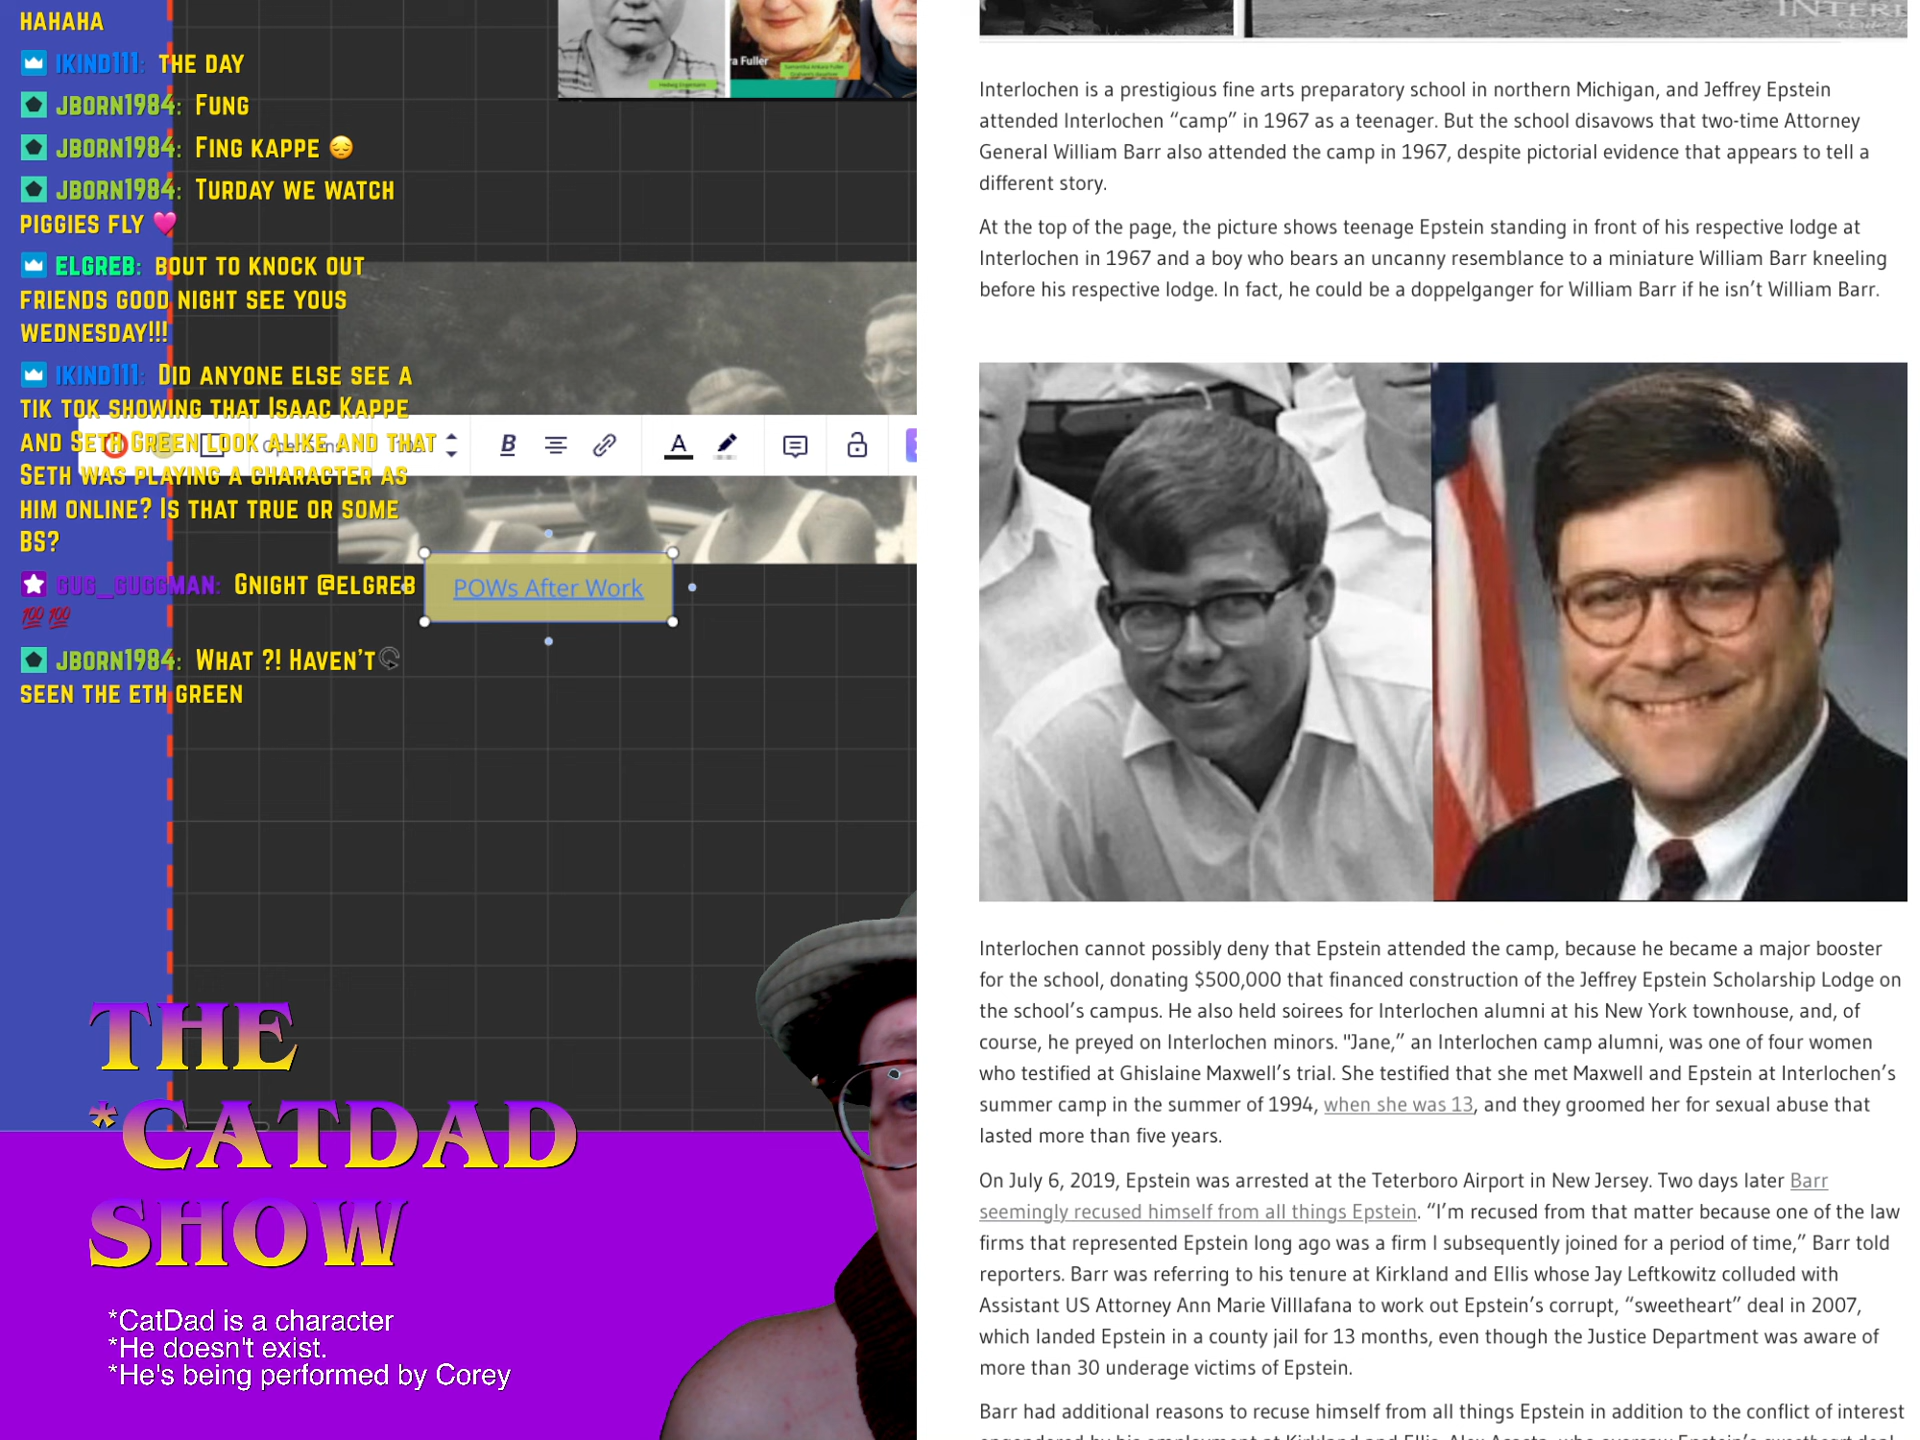 HAHAHA
IKIND111: THE DAY
JBORN1984: FUNG
JBORN1984: FING KAPPE 😔
JBORN1984: TURDAY WE WATCH
PIGGIES FLY 💗
ELGREB: BOUT TO KNOCK OUT
FRIENDS GOOD NIGHT SEE YOUS
WEDNESDAY!!!
IKIND111: DID ANYONE ELSE SEE A
TIK TOK SHOWING THAT ISAAC KAPPE
AND SETH GREEN LOOK ALIKE AND THAT
SETH WAS PLAYING A CHARACTER AS
HIM ONLINE? IS THAT TRUE OR SOME
BS?
GUG_GUGGMAN: GNIGHT @ELGREB
💯💯
JBORN1984: WHAT ?! HAVEN'T
SEEN THE ETH GREEN
ra Fuller
B
A
POWs After Work
THE
*CATDAD
SHOW
*CatDad is a character
*He doesn't exist.
*He's being performed by Corey
Interlochen is a prestigious fine arts preparatory school in northern Michigan, and Jeffrey Epstein
attended Interlochen “camp” in 1967 as a teenager. But the school disavows that two-time Attorney
General William Barr also attended the camp in 1967, despite pictorial evidence that appears to tell a
different story.
At the top of the page, the picture shows teenage Epstein standing in front of his respective lodge at
Interlochen in 1967 and a boy who bears an uncanny resemblance to a miniature William Barr kneeling
before his respective lodge. In fact, he could be a doppelganger for William Barr if he isn’t William Barr.
Interlochen cannot possibly deny that Epstein attended the camp, because he became a major booster
for the school, donating $500,000 that financed construction of the Jeffrey Epstein Scholarship Lodge on
the school’s campus. He also held soirees for Interlochen alumni at his New York townhouse, and, of
course, he preyed on Interlochen minors. "Jane,” an Interlochen camp alumni, was one of four women
who testified at Ghislaine Maxwell’s trial. She testified that she met Maxwell and Epstein at Interlochen’s
summer camp in the summer of 1994, when she was 13, and they groomed her for sexual abuse that
lasted more than five years.
On July 6, 2019, Epstein was arrested at the Teterboro Airport in New Jersey. Two days later Barr
seemingly recused himself from all things Epstein. “I’m recused from that matter because one of the law
firms that represented Epstein long ago was a firm I subsequently joined for a period of time,” Barr told
reporters. Barr was referring to his tenure at Kirkland and Ellis whose Jay Leftkowitz colluded with
Assistant US Attorney Ann Marie Villlafana to work out Epstein’s corrupt, “sweetheart” deal in 2007,
which landed Epstein in a county jail for 13 months, even though the Justice Department was aware of
more than 30 underage victims of Epstein.
Barr had additional reasons to recuse himself from all things Epstein in addition to the conflict of interest